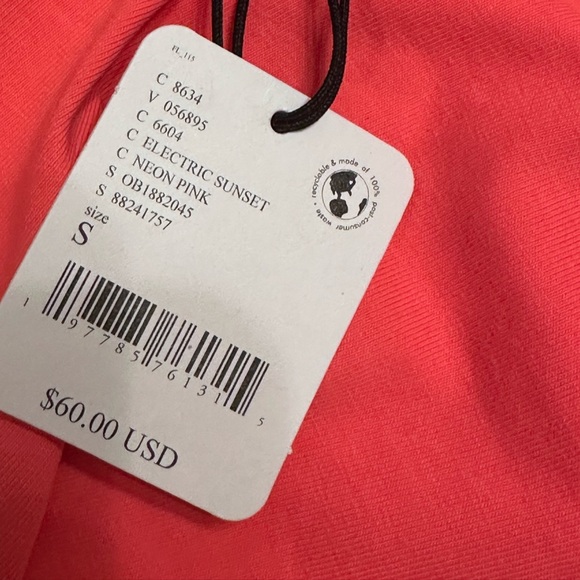 FL_115
C 8634
V 056895
C 6604
C ELECTRIC SUNSET
C NEON PINK
S OB1882045
S 88241757
size
S
recyclable & made of 100% post-consumer waste •
1 97785 76131 5
$60.00 USD